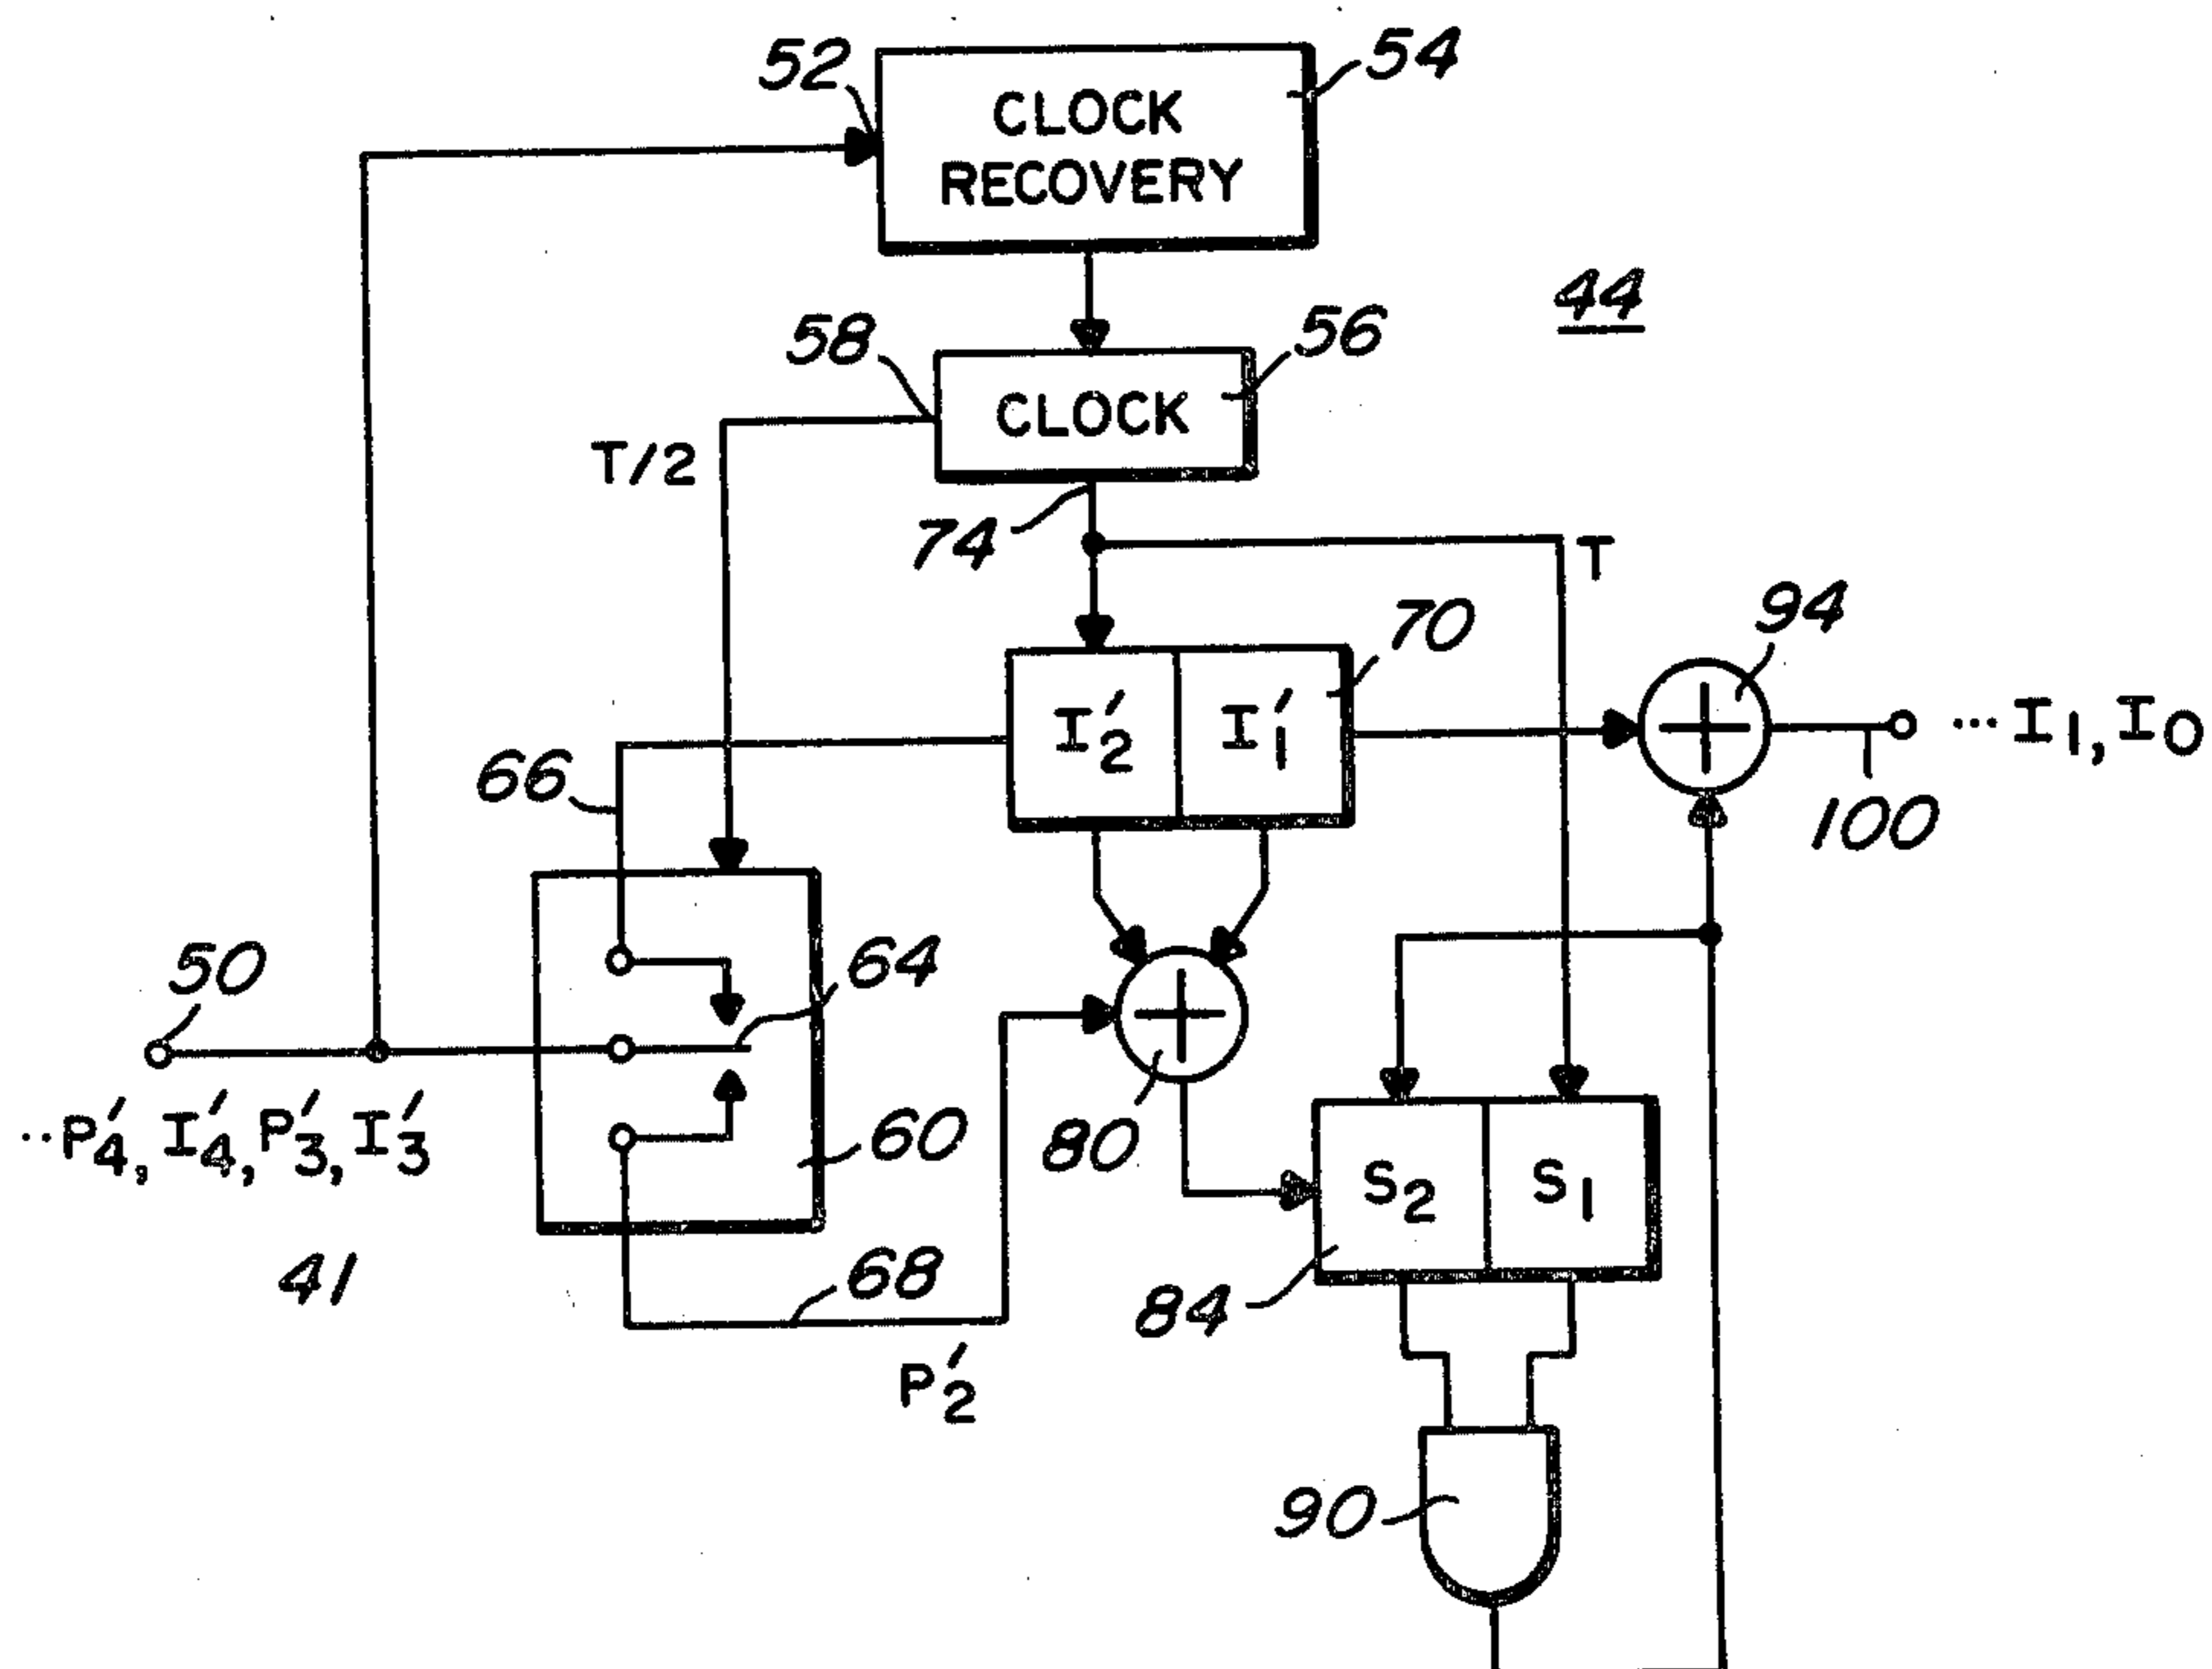 52
54
CLOCK
RECOVERY
44
58
56
CLOCK
T/2
74
T
70
94
I'2
I'1
···I1, I0
66
100
50
64
··P'4, I'4, P'3, I'3
80
60
S2
S1
41
68
84
P'2
90